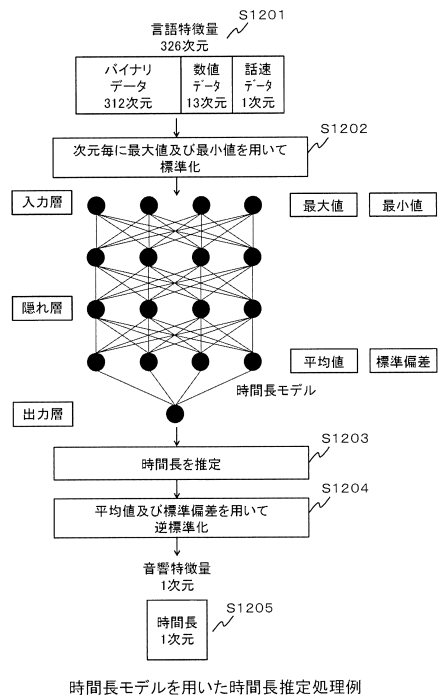 S1201
言語特徴量
326次元
バイナリ
データ
312次元
数値
データ
13次元
話速
データ
1次元
S1202
次元毎に最大値及び最小値を用いて
標準化
入力層
最大値
最小値
隠れ層
平均値
標準偏差
時間長モデル
出力層
S1203
時間長を推定
S1204
平均値及び標準偏差を用いて
逆標準化
音響特徴量
1次元
S1205
時間長
1次元
時間長モデルを用いた時間長推定処理例